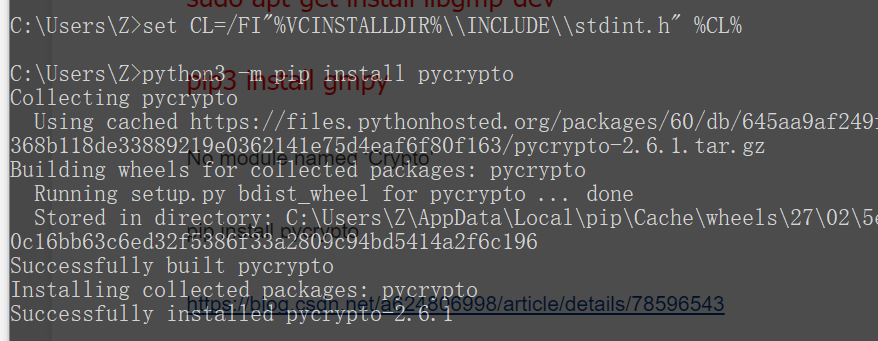 sudo apt get install libgmp dev
C:\Users\Z>set CL=/FI"%VCINSTALLDIR%\\INCLUDE\\stdint.h" %CL%
C:\Users\Z>python3 -m pip install pycrypto
pip3 install gmpy
Collecting pycrypto
Using cached https://files.pythonhosted.org/packages/60/db/645aa9af249f
368b118de33889219e0362141e75d4eaf6f80f163/pycrypto-2.6.1.tar.gz
No module named "Crypto"
Building wheels for collected packages: pycrypto
Running setup.py bdist_wheel for pycrypto ... done
Stored in directory: C:\Users\Z\AppData\Local\pip\Cache\wheels\27\02\5e
pip install pycrypto
0c16bb63c6ed32f5386f33a2809c94bd5414a2f6c196
Successfully built pycrypto
Installing collected packages: pycrypto
https://blog.csdn.net/a624806998/article/details/78596543
Successfully installed pycrypto-2.6.1